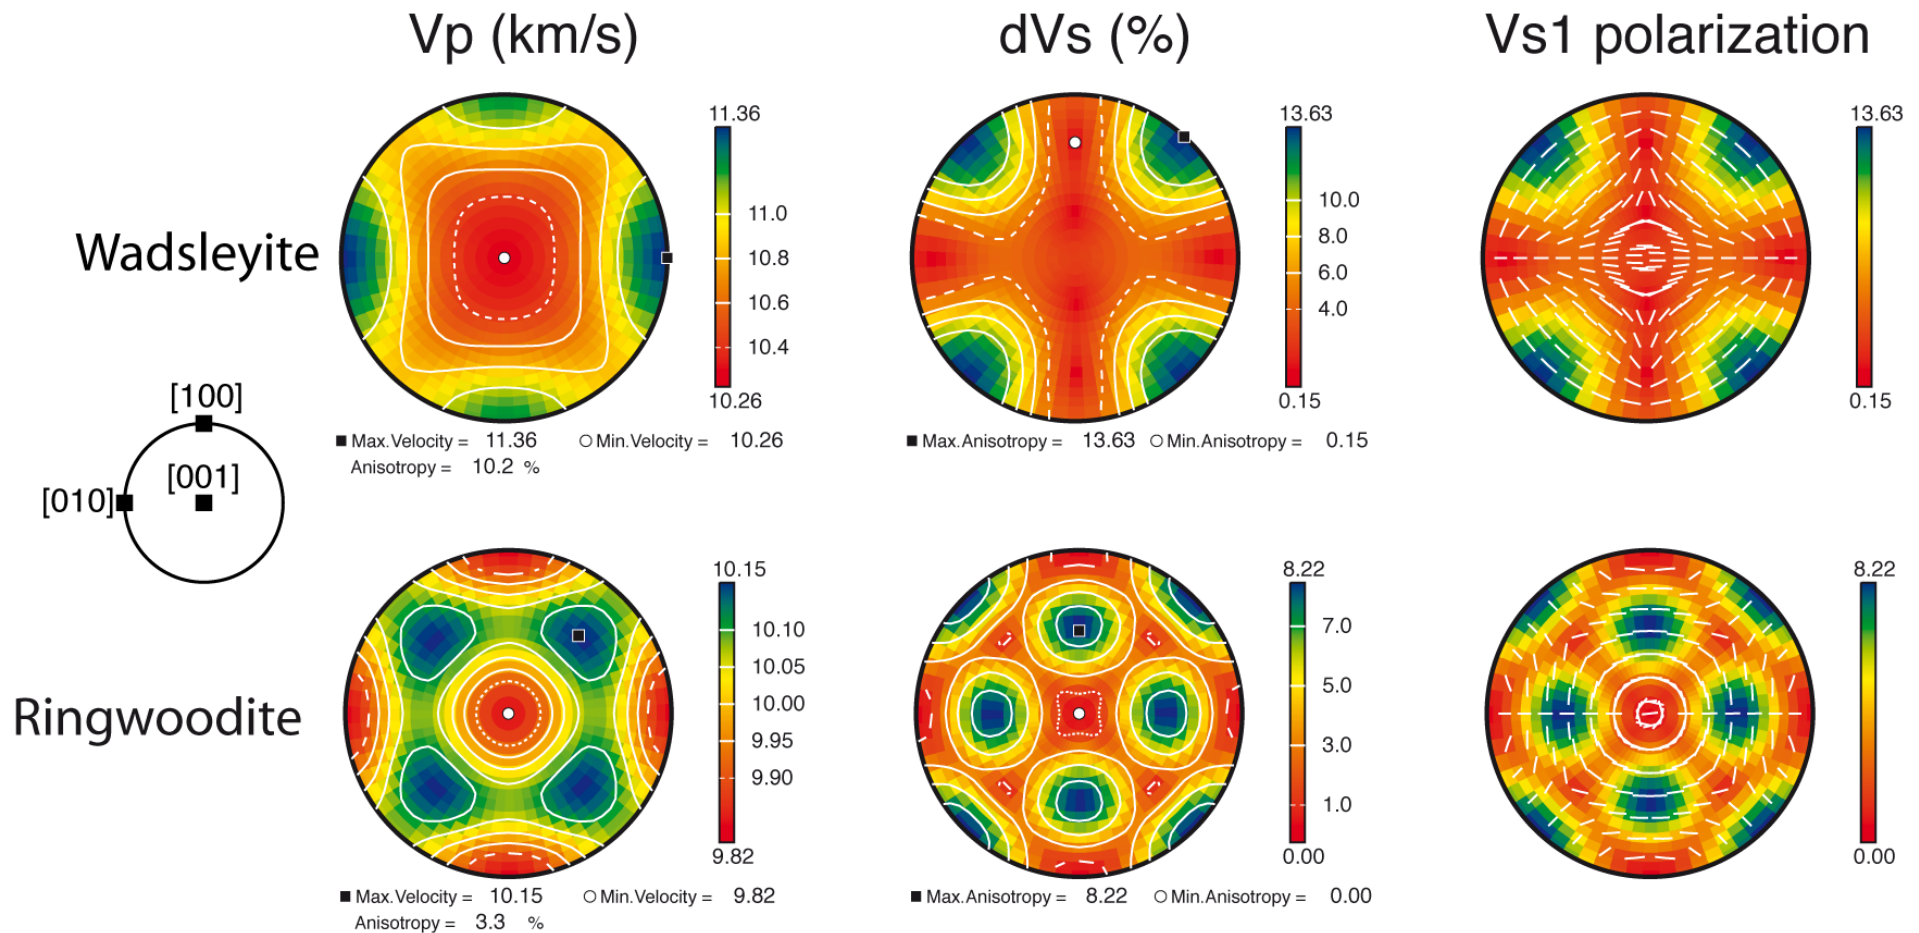 Vp (km/s)
dVs (%)
Vs1 polarization
Wadsleyite
11.36
11.0
10.8
10.6
10.4
10.26
Max.Velocity = 11.36 Min.Velocity = 10.26
Anisotropy = 10.2 %
13.63
10.0
8.0
6.0
4.0
0.15
Max.Anisotropy = 13.63 Min.Anisotropy = 0.15
13.63
0.15
[100]
[001]
[010]
Ringwoodite
10.15
10.10
10.05
10.00
9.95
9.90
9.82
Max.Velocity = 10.15 Min.Velocity = 9.82
Anisotropy = 3.3 %
8.22
7.0
5.0
3.0
1.0
0.00
Max.Anisotropy = 8.22 Min.Anisotropy = 0.00
8.22
0.00